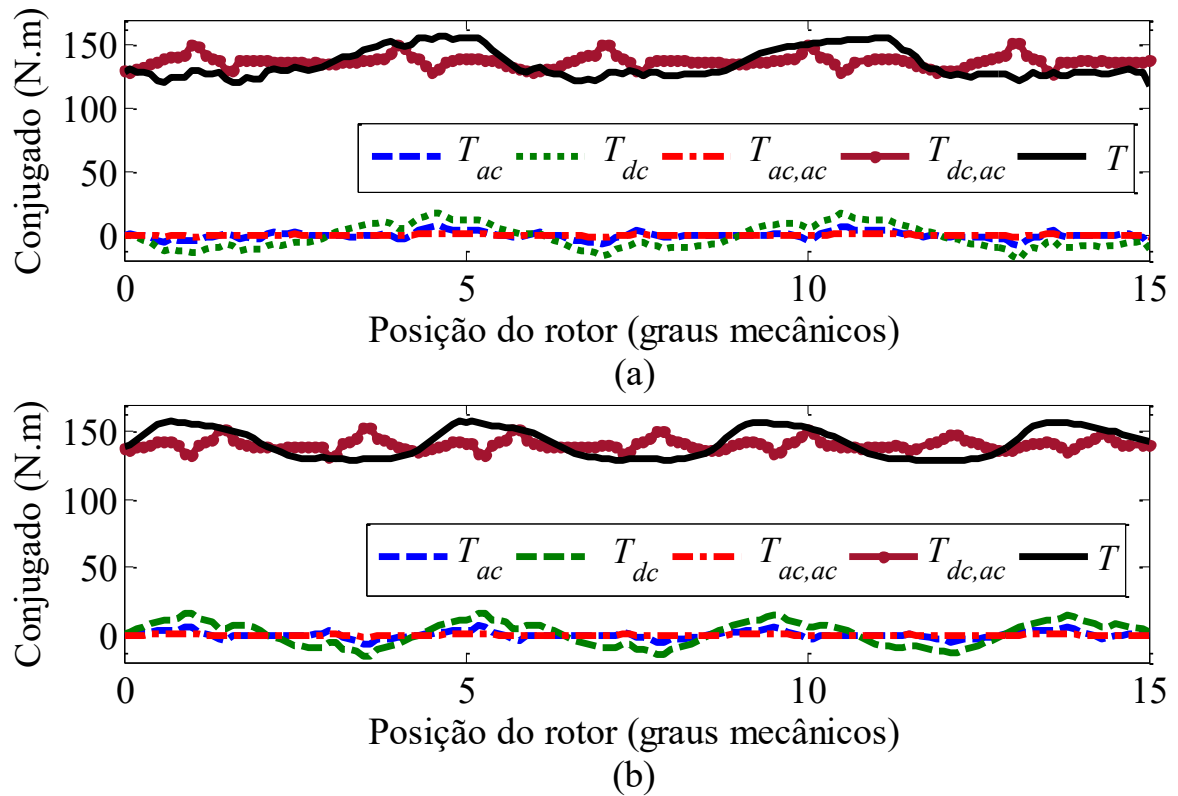 150
100
50
0
Conjugado (N.m)
T_ac T_dc T_ac,ac T_dc,ac T
0 5 10 15
Posição do rotor (graus mecânicos)
(a)
150
100
50
0
Conjugado (N.m)
T_ac T_dc T_ac,ac T_dc,ac T
0 5 10 15
Posição do rotor (graus mecânicos)
(b)